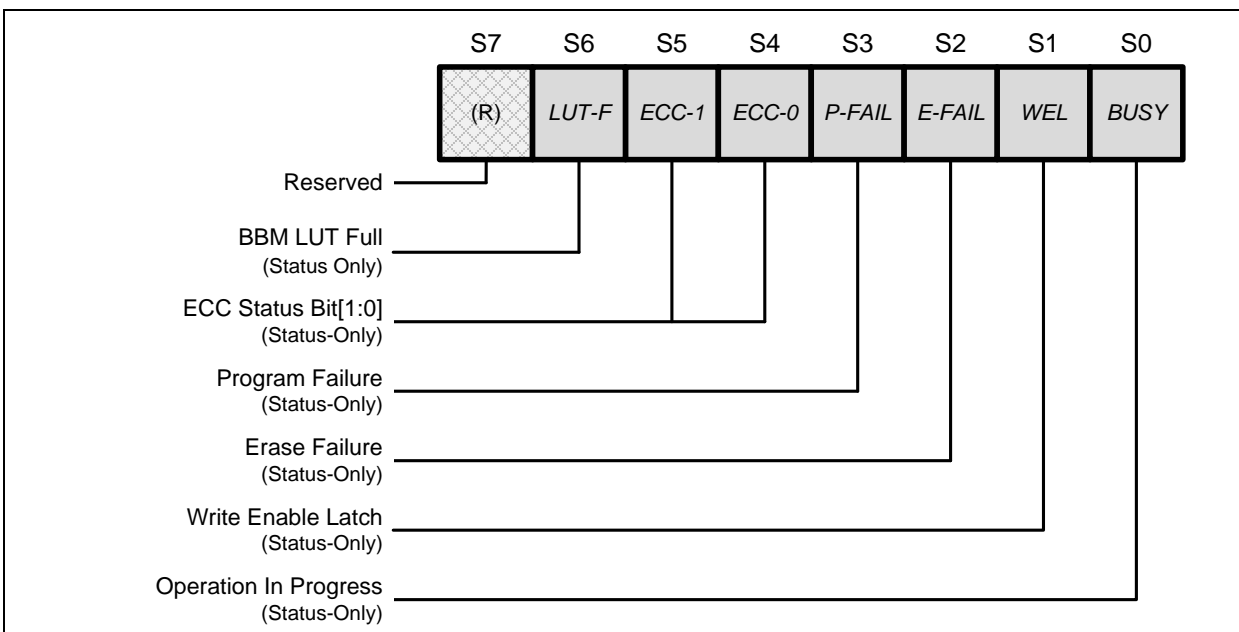 S7 S6 S5 S4 S3 S2 S1 S0
(R) LUT-F ECC-1 ECC-0 P-FAIL E-FAIL WEL BUSY
Reserved
BBM LUT Full
(Status Only)
ECC Status Bit[1:0]
(Status-Only)
Program Failure
(Status-Only)
Erase Failure
(Status-Only)
Write Enable Latch
(Status-Only)
Operation In Progress
(Status-Only)